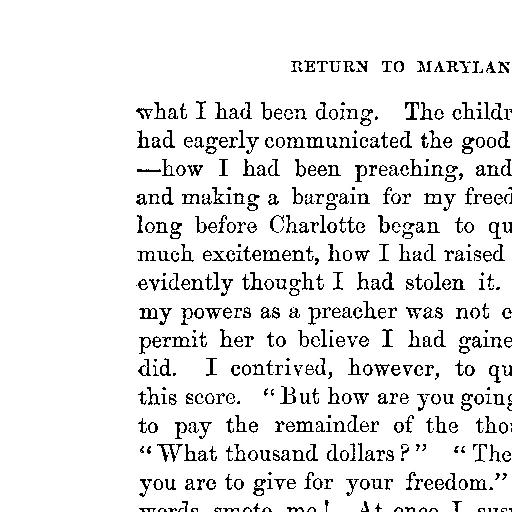 RETURN TO MARYLAN
what I had been doing. The childr
had eagerly communicated the good
—how I had been preaching, and
and making a bargain for my freed
long before Charlotte began to qu
much excitement, how I had raised
evidently thought I had stolen it.
my powers as a preacher was not
permit her to believe I had gaine
did. I contrived, however, to qu
this score. “But how are you going
to pay the remainder of the thou
“What thousand dollars?” “The
you are to give for your freedom.”
words smote me! At once I sus